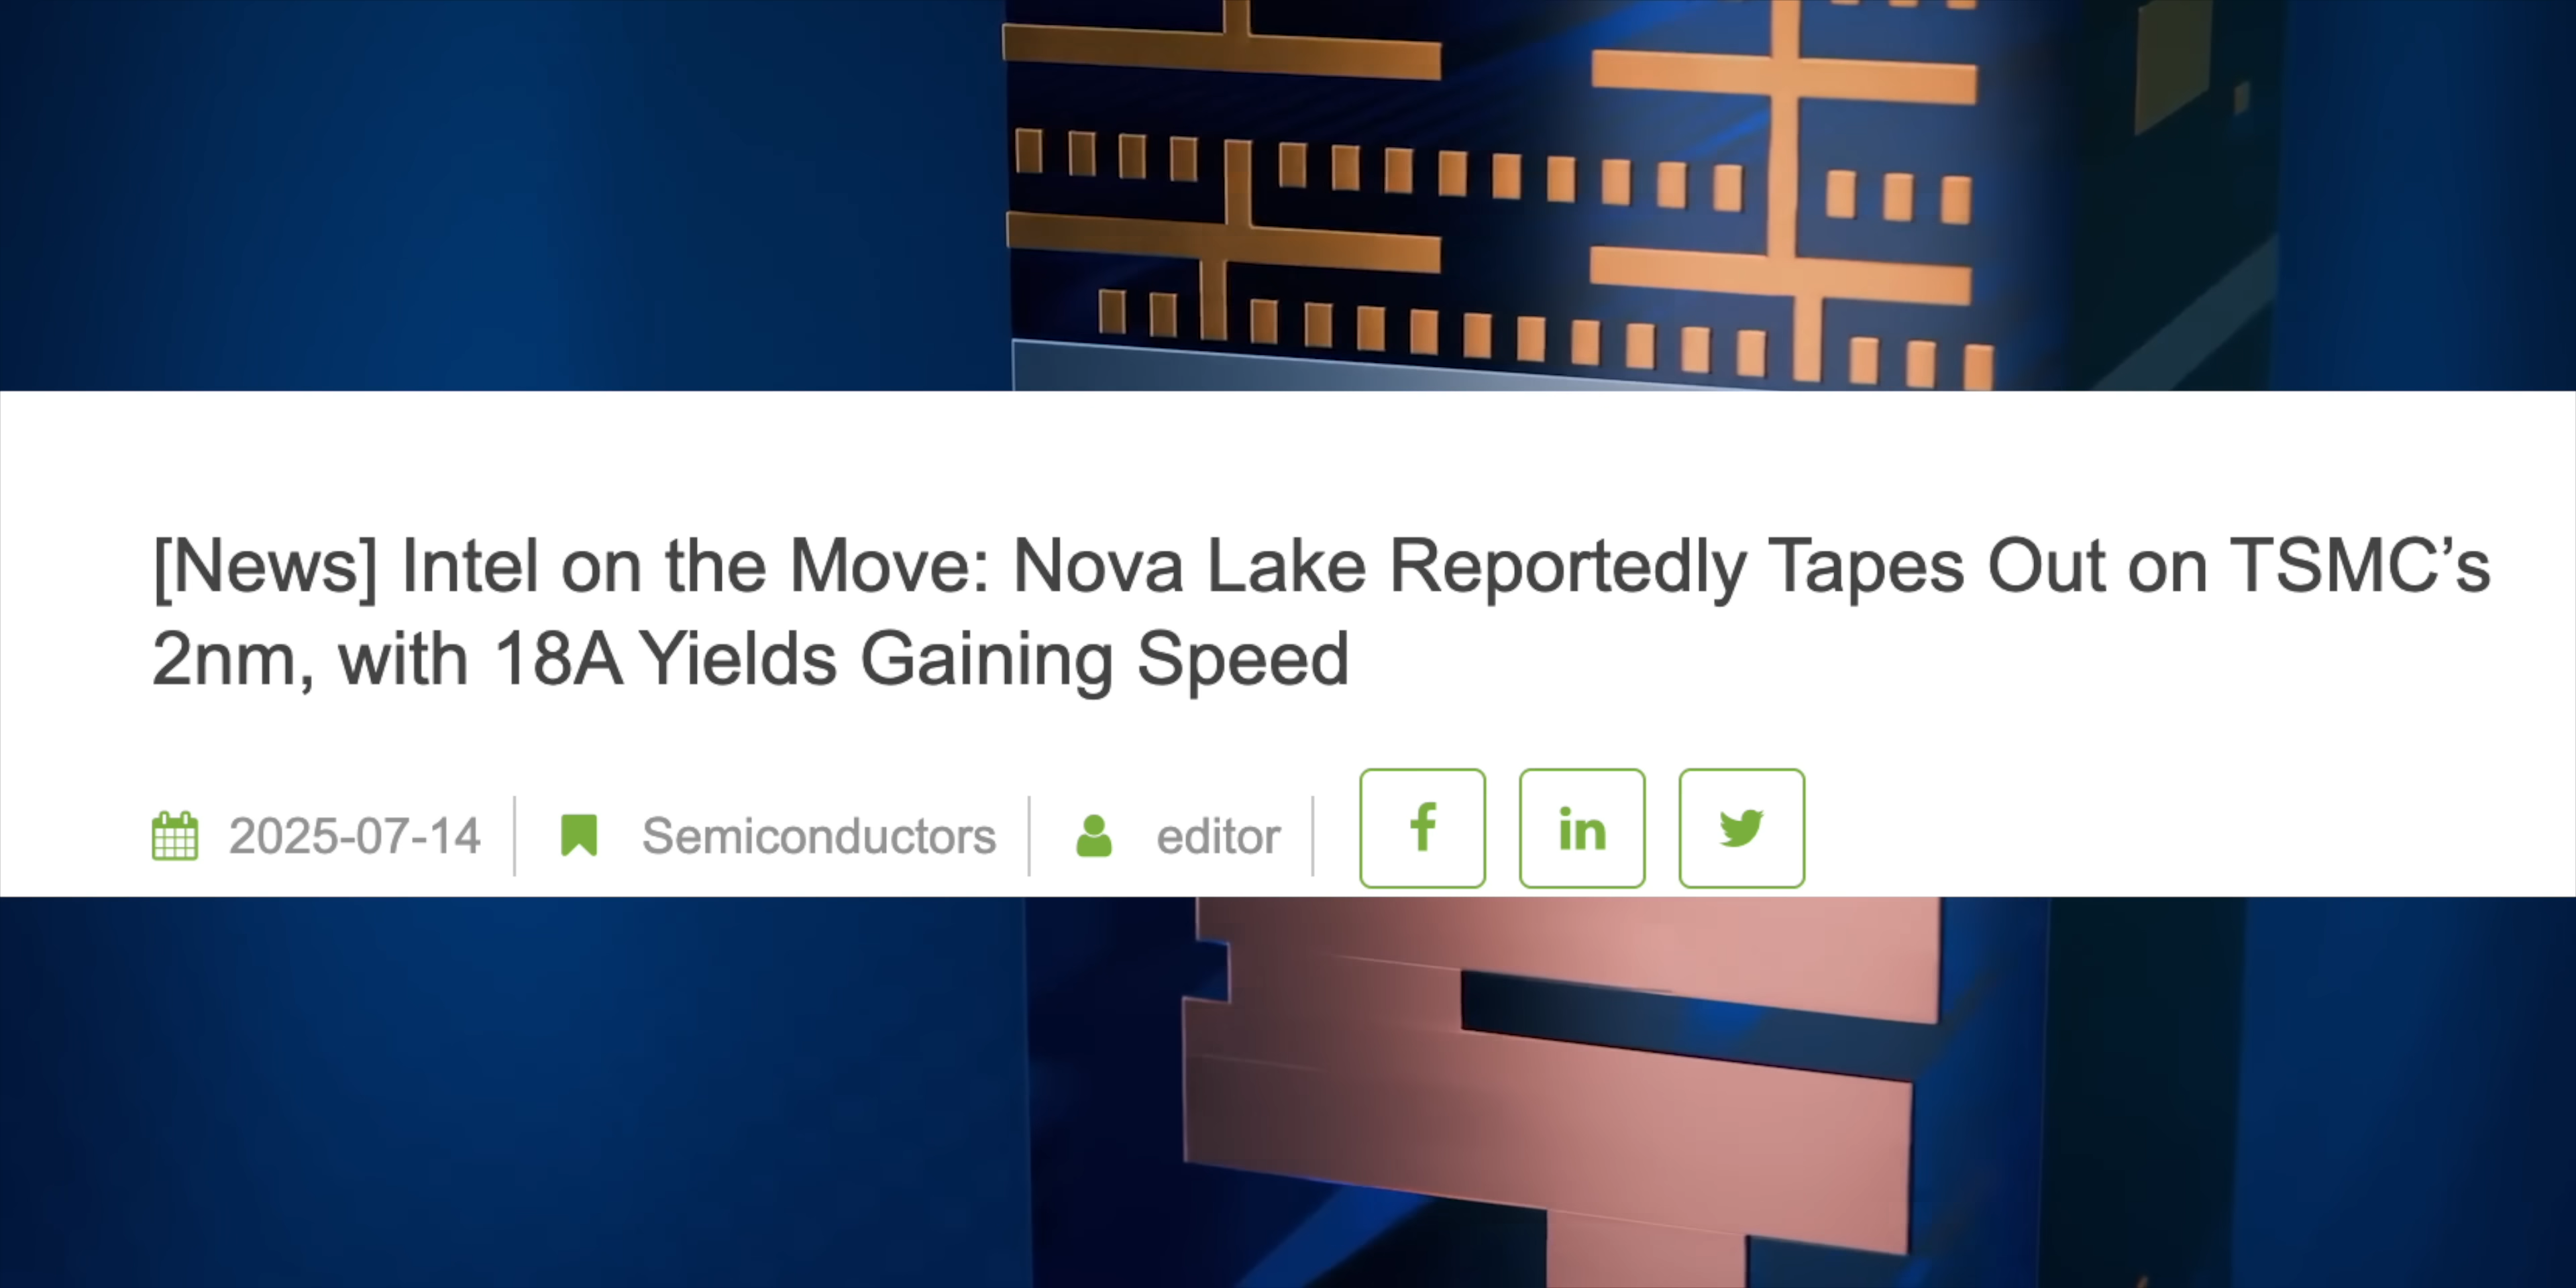 [News] Intel on the Move: Nova Lake Reportedly Tapes Out on TSMC’s
2nm, with 18A Yields Gaining Speed
2025-07-14 Semiconductors editor f in